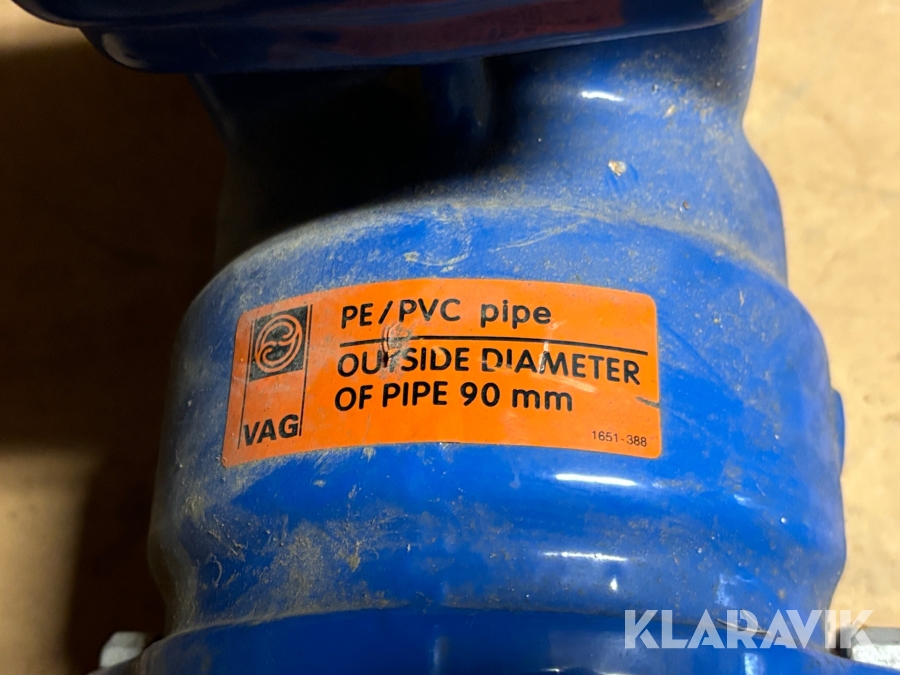 PE/PVC pipe
OUTSIDE DIAMETER
OF PIPE 90 mm
VAG
1651-388
KLARAVIK